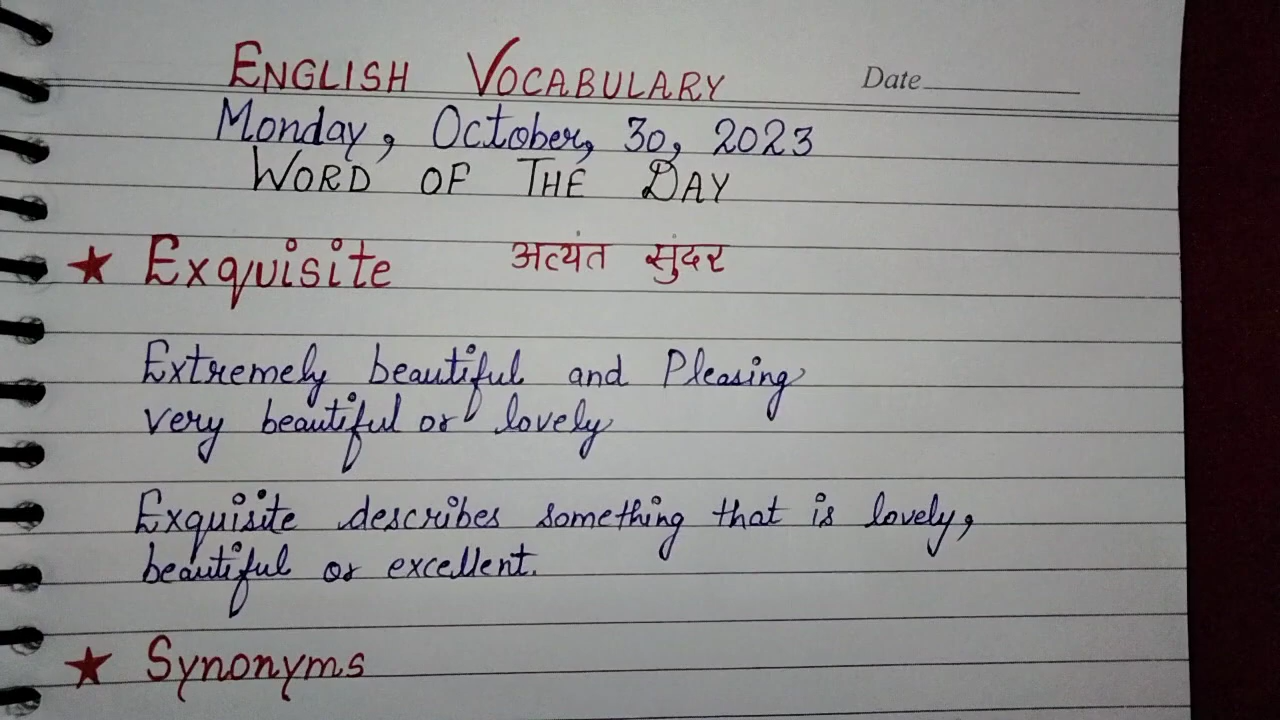 ENGLISH VOCABULARY
Date
Monday, October, 30, 2023
WORD OF THE DAY
★ Exquisite अत्यंत सुंदर
Extremely beautiful and Pleasing
very beautiful or lovely
Exquisite describes something that is lovely,
beautiful or excellent.
★ Synonyms